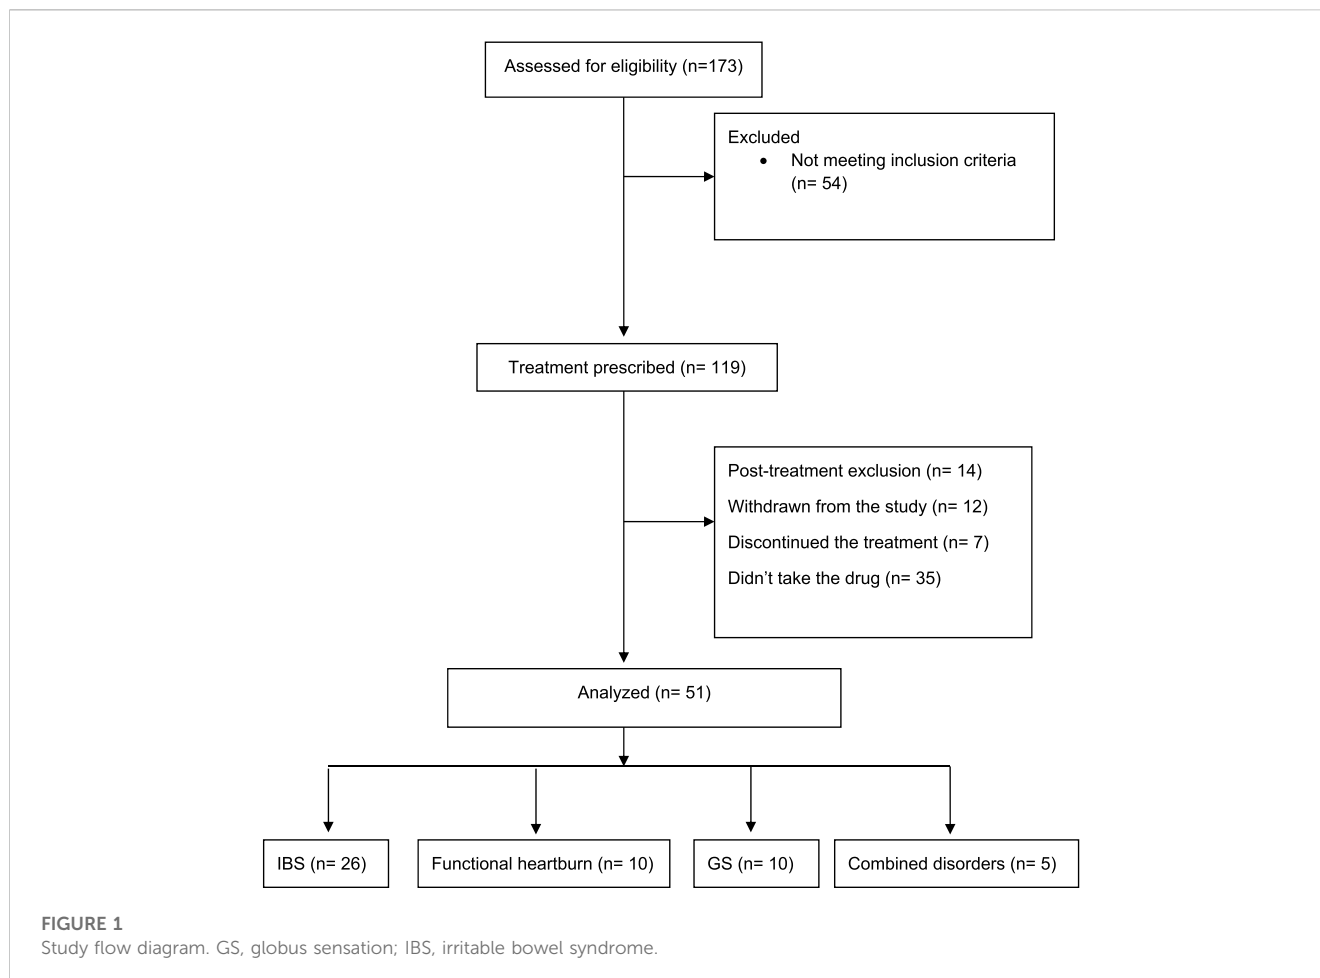 Assessed for eligibility (n=173)
Excluded
• Not meeting inclusion criteria
(n= 54)
Treatment prescribed (n= 119)
Post-treatment exclusion (n= 14)
Withdrawn from the study (n= 12)
Discontinued the treatment (n= 7)
Didn’t take the drug (n= 35)
Analyzed (n= 51)
IBS (n= 26)
Functional heartburn (n= 10)
GS (n= 10)
Combined disorders (n= 5)
FIGURE 1
Study flow diagram. GS, globus sensation; IBS, irritable bowel syndrome.